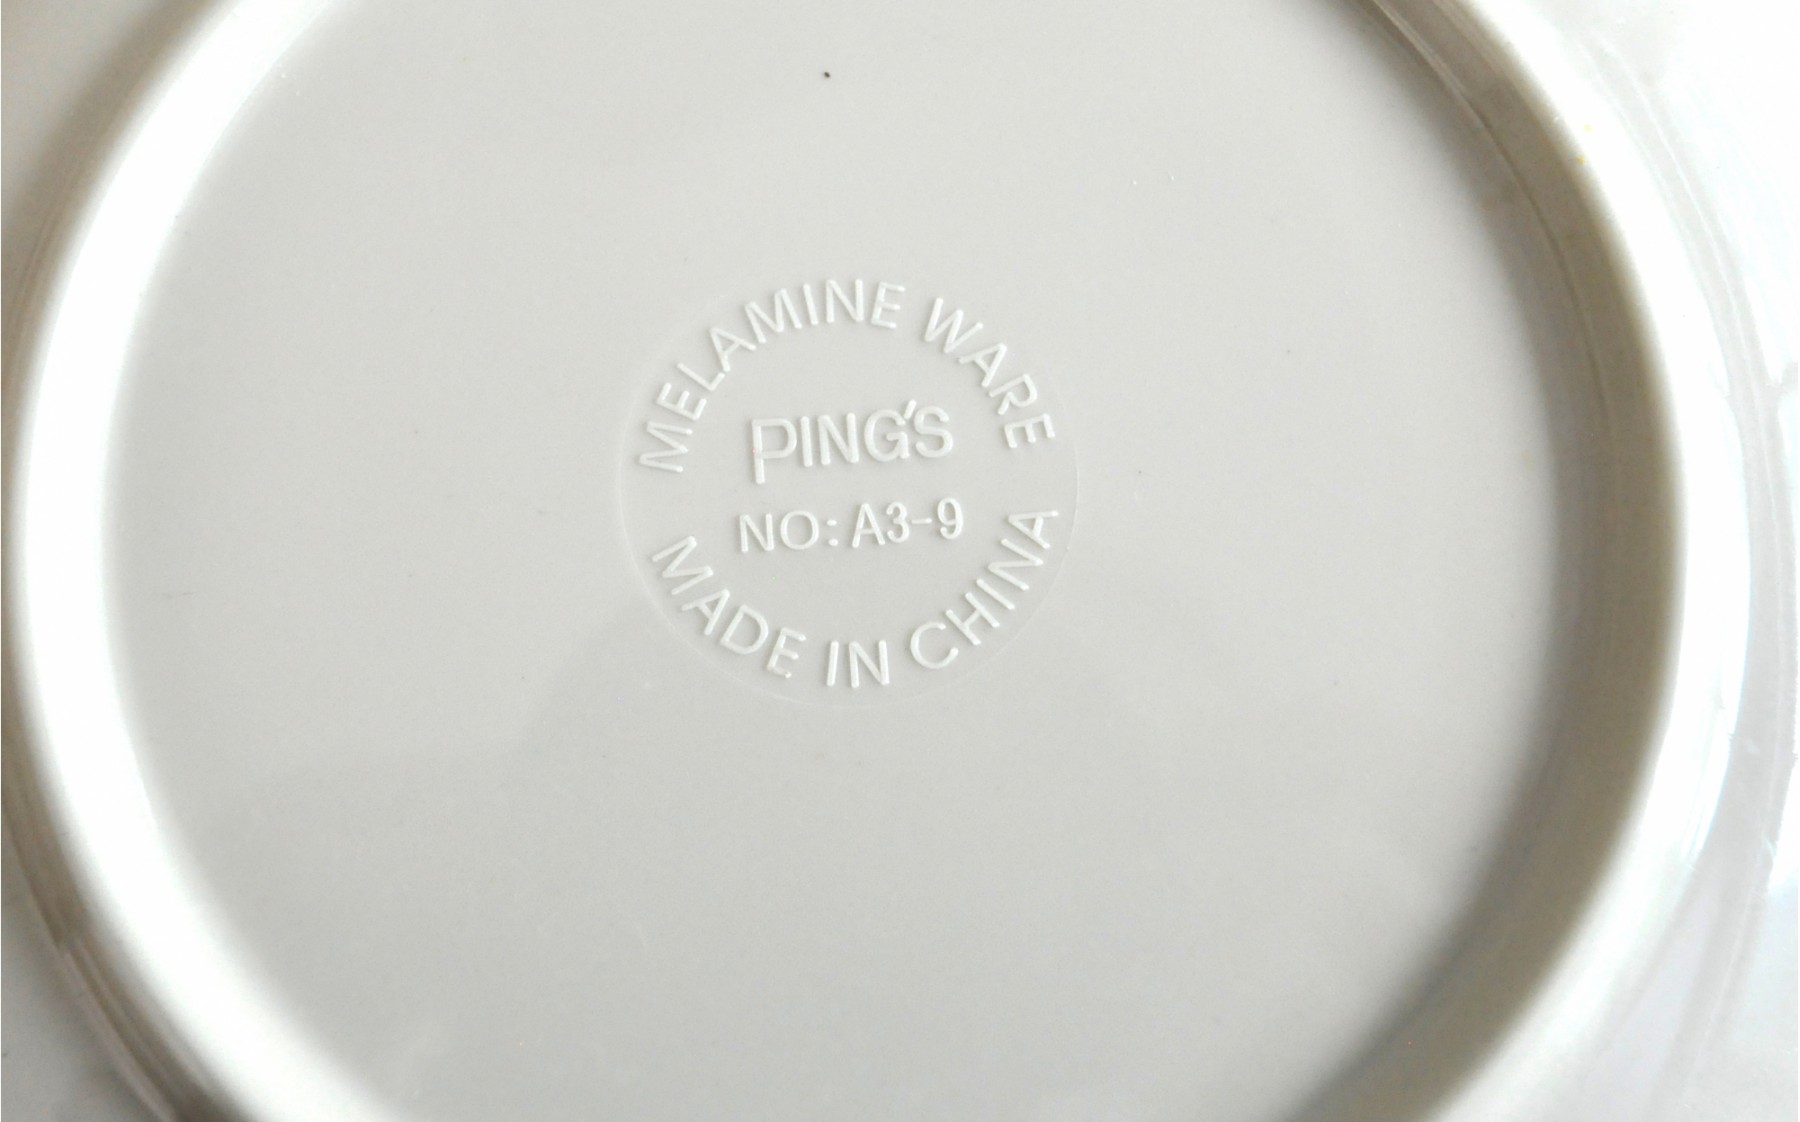 MELAMINE WARE
PING'S
NO: A3-9
MADE IN CHINA